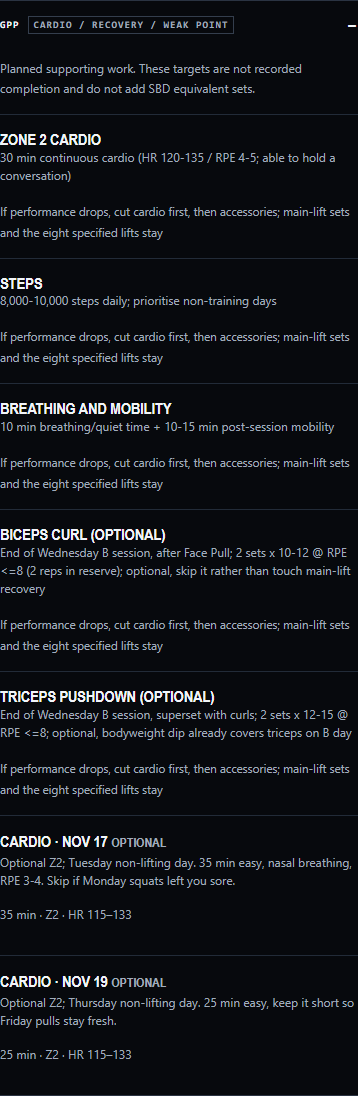 GPP CARDIO / RECOVERY / WEAK POINT –
Planned supporting work. These targets are not recorded
completion and do not add SBD equivalent sets.
ZONE 2 CARDIO
30 min continuous cardio (HR 120-135 / RPE 4-5; able to hold a
conversation)
If performance drops, cut cardio first, then accessories; main-lift sets
and the eight specified lifts stay
STEPS
8,000-10,000 steps daily; prioritise non-training days
If performance drops, cut cardio first, then accessories; main-lift sets
and the eight specified lifts stay
BREATHING AND MOBILITY
10 min breathing/quiet time + 10-15 min post-session mobility
If performance drops, cut cardio first, then accessories; main-lift sets
and the eight specified lifts stay
BICEPS CURL (OPTIONAL)
End of Wednesday B session, after Face Pull; 2 sets x 10-12 @ RPE
<=8 (2 reps in reserve); optional, skip it rather than touch main-lift
recovery
If performance drops, cut cardio first, then accessories; main-lift sets
and the eight specified lifts stay
TRICEPS PUSHDOWN (OPTIONAL)
End of Wednesday B session, superset with curls; 2 sets x 12-15 @
RPE <=8; optional, bodyweight dip already covers triceps on B day
If performance drops, cut cardio first, then accessories; main-lift sets
and the eight specified lifts stay
CARDIO · NOV 17 OPTIONAL
Optional Z2; Tuesday non-lifting day. 35 min easy, nasal breathing,
RPE 3-4. Skip if Monday squats left you sore.
35 min · Z2 · HR 115–133
CARDIO · NOV 19 OPTIONAL
Optional Z2; Thursday non-lifting day. 25 min easy, keep it short so
Friday pulls stay fresh.
25 min · Z2 · HR 115–133